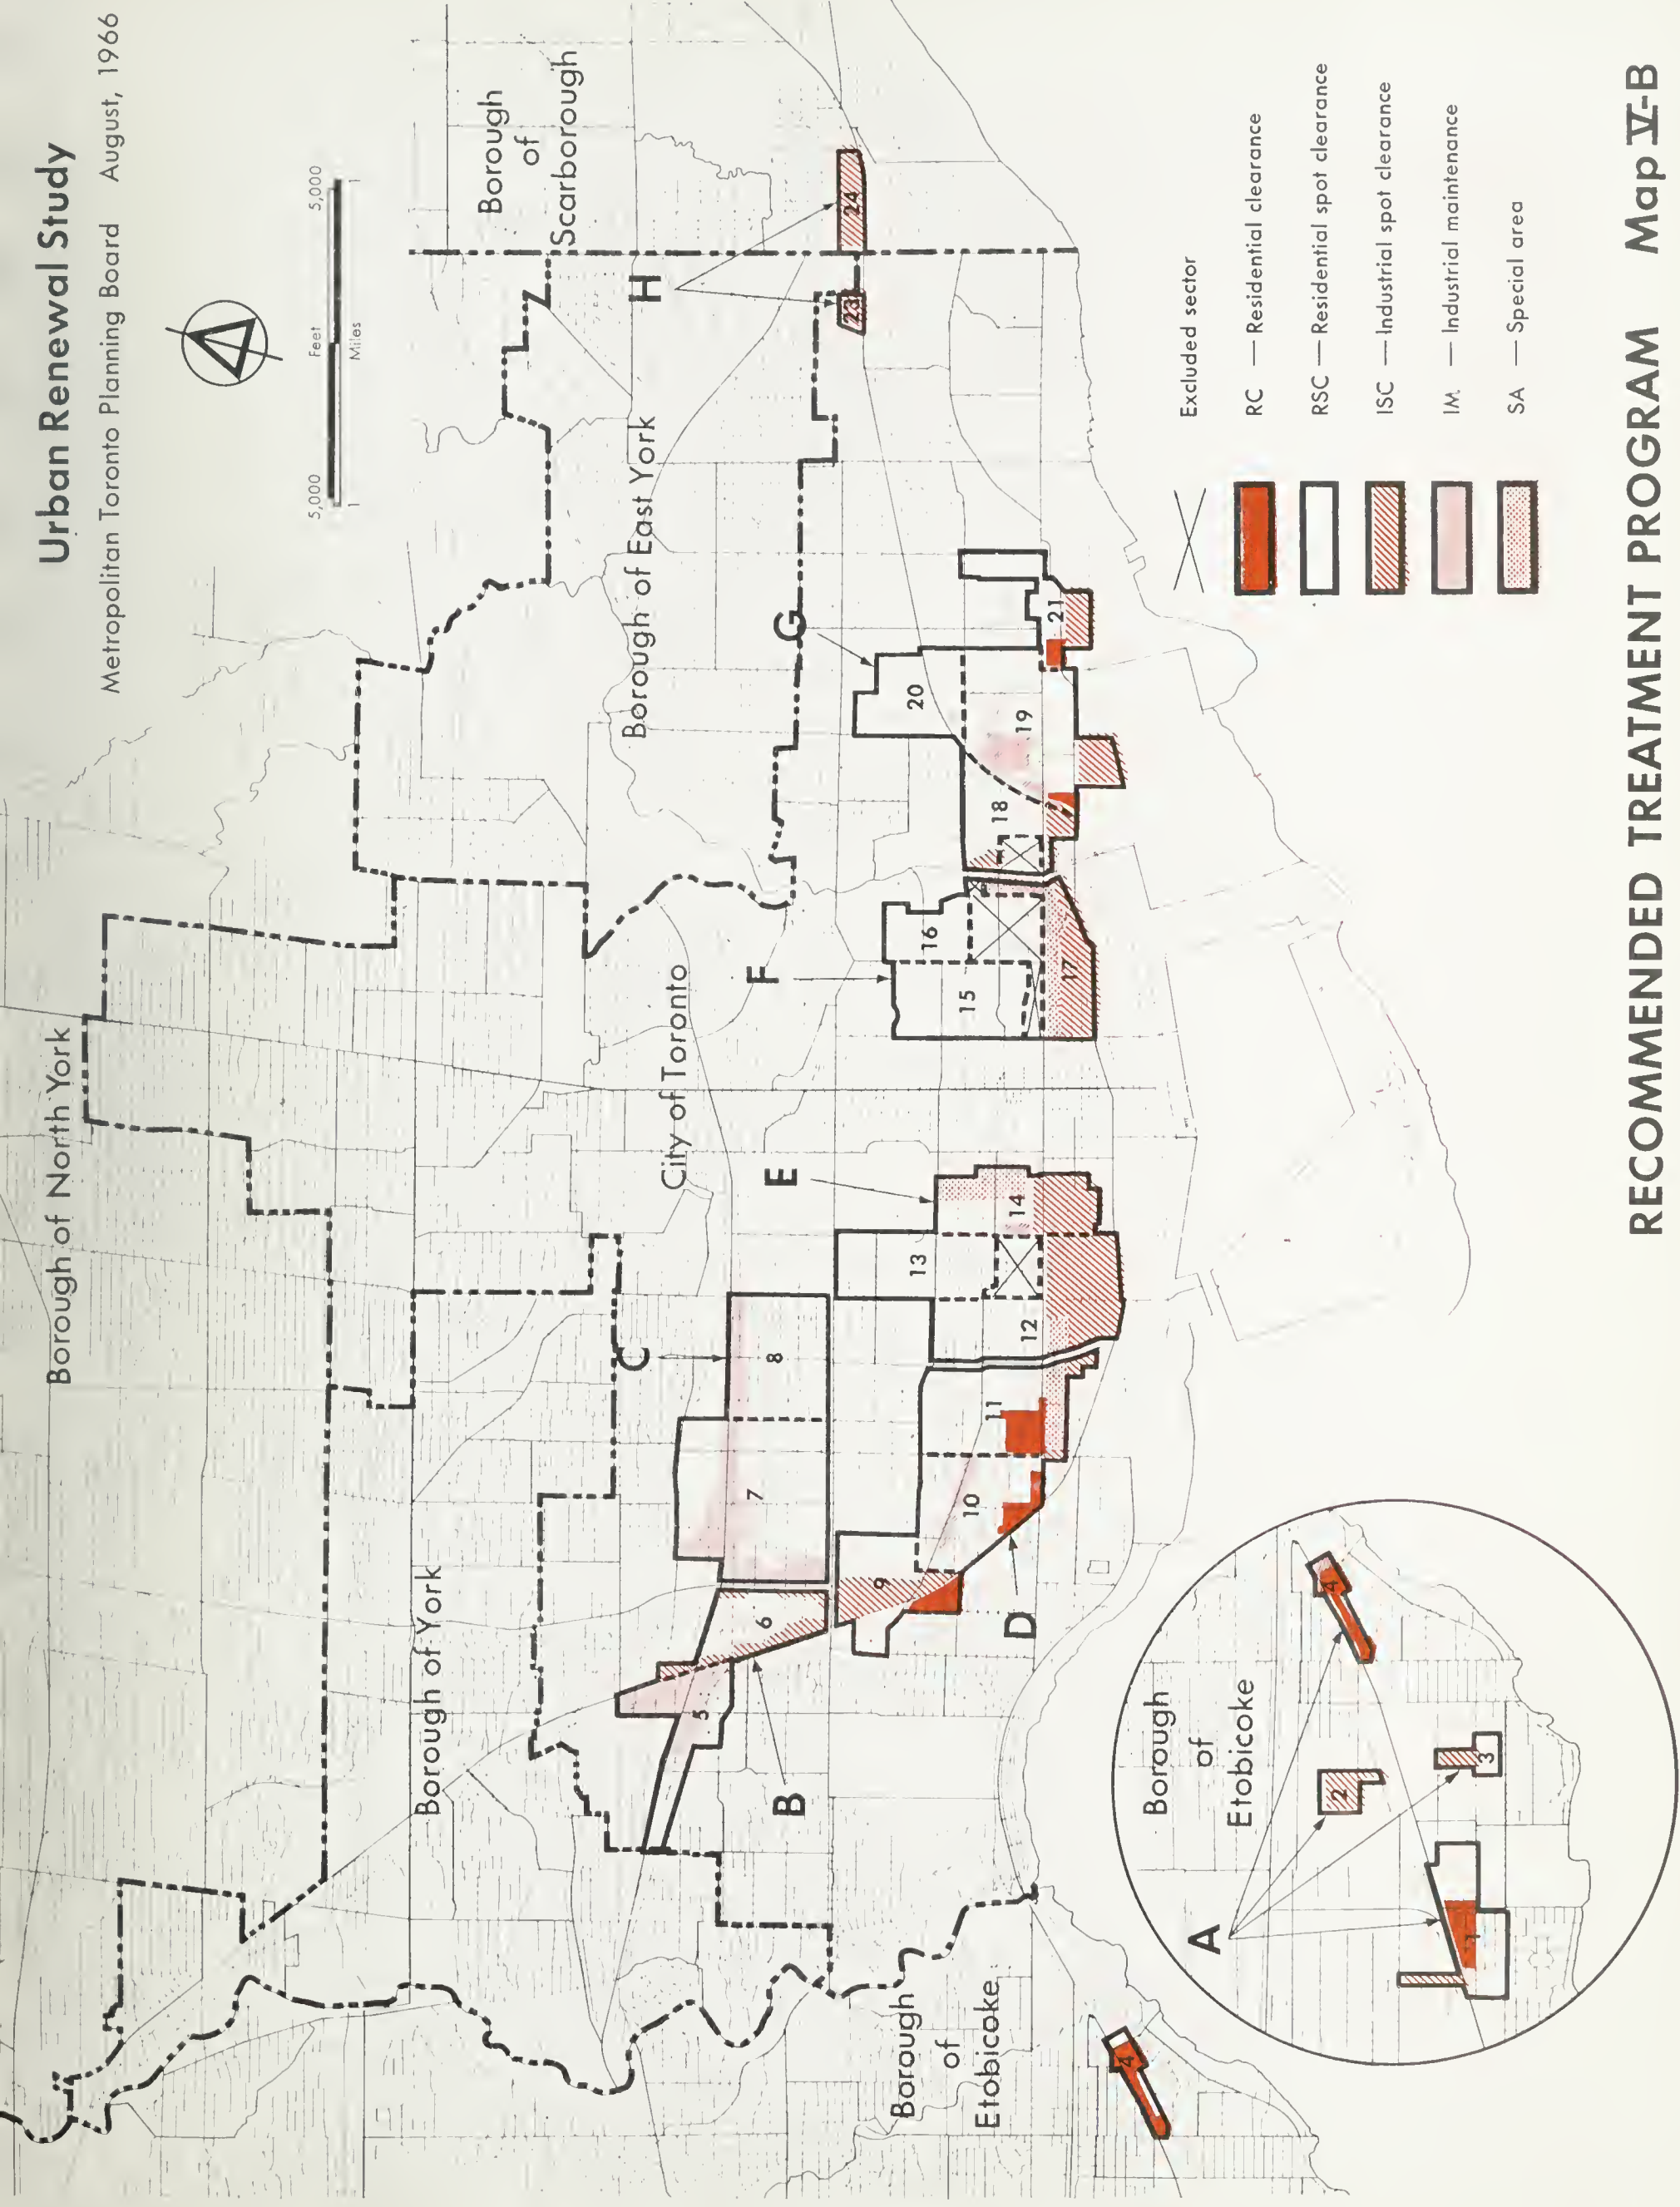 Urban Renewal Study
Metropolitan Toronto Planning Board August, 1966
5,000 Feet 5,000
1 Miles 1
Borough of North York
Borough
of
Scarborough
Borough of York
Borough of East York
City of Toronto
Borough
of
Etobicoke
A
B
C
D
E
F
G
H
4
5
6
7
8
9
10
11
12
13
14
15
16
17
18
19
20
21
23
24
Borough
of
Etobicoke
A
1
2
3
4
Excluded sector
RC — Residential clearance
RSC — Residential spot clearance
ISC — Industrial spot clearance
IM — Industrial maintenance
SA — Special area
RECOMMENDED TREATMENT PROGRAM Map V-B